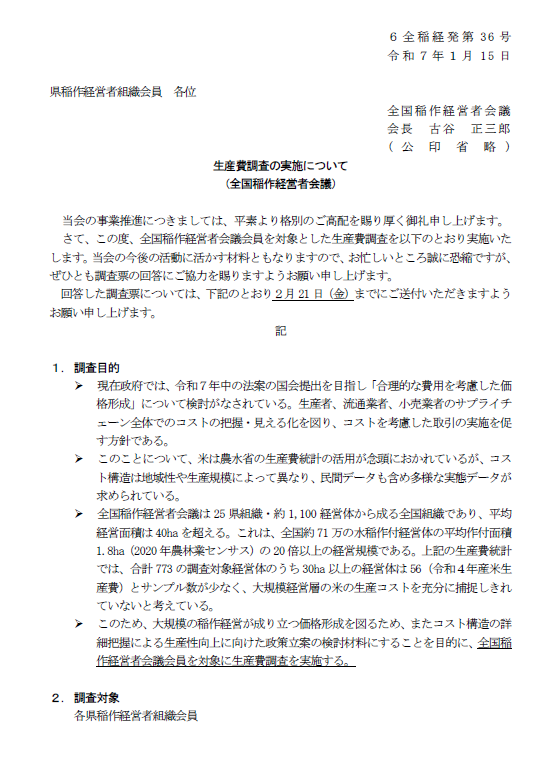 ６全稲経発第 36 号
令和７年１月 15 日
県稲作経営者組織会員　各位
全国稲作経営者会議
会長　古谷　正三郎
(公印省略)
生産費調査の実施について
（全国稲作経営者会議）
当会の事業推進につきましては、平素より格別のご高配を賜り厚く御礼申し上げます。
さて、この度、全国稲作経営者会議会員を対象とした生産費調査を以下のとおり実施いた
します。当会の今後の活動に活かす材料ともなりますので、お忙しいところ誠に恐縮ですが、
ぜひとも調査票の回答にご協力を賜りますようお願い申し上げます。
回答した調査票については、下記のとおり２月 21 日（金）までにご送付いただきますよう
お願い申し上げます。
記
１．調査目的
➢ 現在政府では、令和７年中の法案の国会提出を目指し「合理的な費用を考慮した価
格形成」について検討がなされている。生産者、流通業者、小売業者のサプライチ
ェーン全体でのコストの把握・見える化を図り、コストを考慮した取引の実施を促
す方針である。
➢ このことについて、米は農水省の生産費統計の活用が念頭におかれているが、コス
ト構造は地域性や生産規模によって異なり、民間データも含め多様な実態データが
求められている。
➢ 全国稲作経営者会議は 25 県組織・約 1,100 経営体から成る全国組織であり、平均
経営面積は 40ha を超える。これは、全国約 71 万の水稲作付経営体の平均作付面積
1.8ha（2020 年農林業センサス）の 20 倍以上の経営規模である。上記の生産費統計
では、合計 773 の調査対象経営体のうち 30ha 以上の経営体は 56（令和４年産米生
産費）とサンプル数が少なく、大規模経営層の米の生産コストを充分に捕捉しきれ
ていないと考えている。
➢ このため、大規模の稲作経営が成り立つ価格形成を図るため、またコスト構造の詳
細把握による生産性向上に向けた政策立案の検討材料にすることを目的に、全国稲
作経営者会議会員を対象に生産費調査を実施する。
２．調査対象
各県稲作経営者組織会員